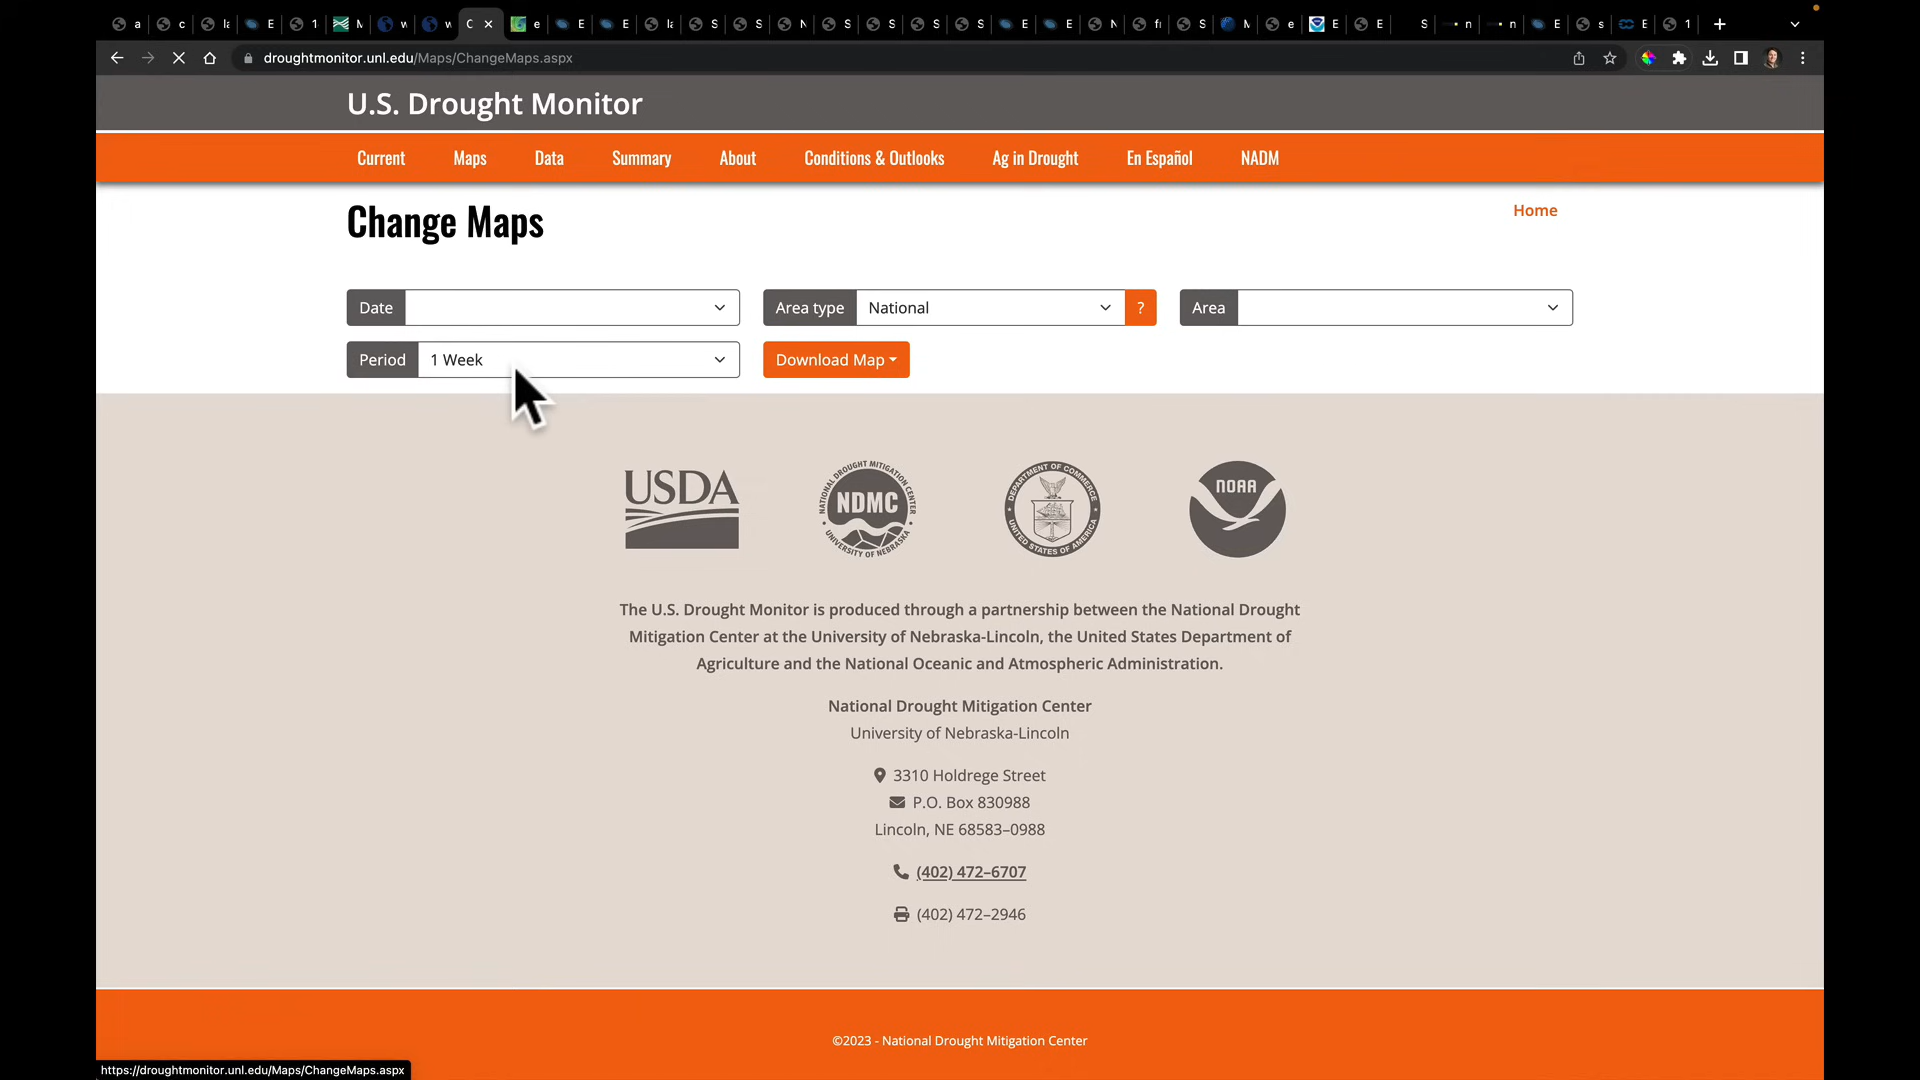 a
c
la
E
1
M
w
w
C
e
E
E
la
S
S
N
S
S
S
S
E
E
N
fr
S
M
e
E
E
S
n
n
E
s
E
1
droughtmonitor.unl.edu/Maps/ChangeMaps.aspx
U.S. Drought Monitor
Current Maps Data Summary About Conditions & Outlooks Ag in Drought En Español NADM
Change Maps
Home
Date
Area type National ?
Area
Period 1 Week
Download Map
USDA
NATIONAL DROUGHT MITIGATION CENTER
NDMC
UNIVERSITY OF NEBRASKA
DEPARTMENT OF COMMERCE
UNITED STATES OF AMERICA
NOAA
The U.S. Drought Monitor is produced through a partnership between the National Drought
Mitigation Center at the University of Nebraska-Lincoln, the United States Department of
Agriculture and the National Oceanic and Atmospheric Administration.
National Drought Mitigation Center
University of Nebraska-Lincoln
3310 Holdrege Street
P.O. Box 830988
Lincoln, NE 68583–0988
(402) 472–6707
(402) 472–2946
©2023 - National Drought Mitigation Center
https://droughtmonitor.unl.edu/Maps/ChangeMaps.aspx